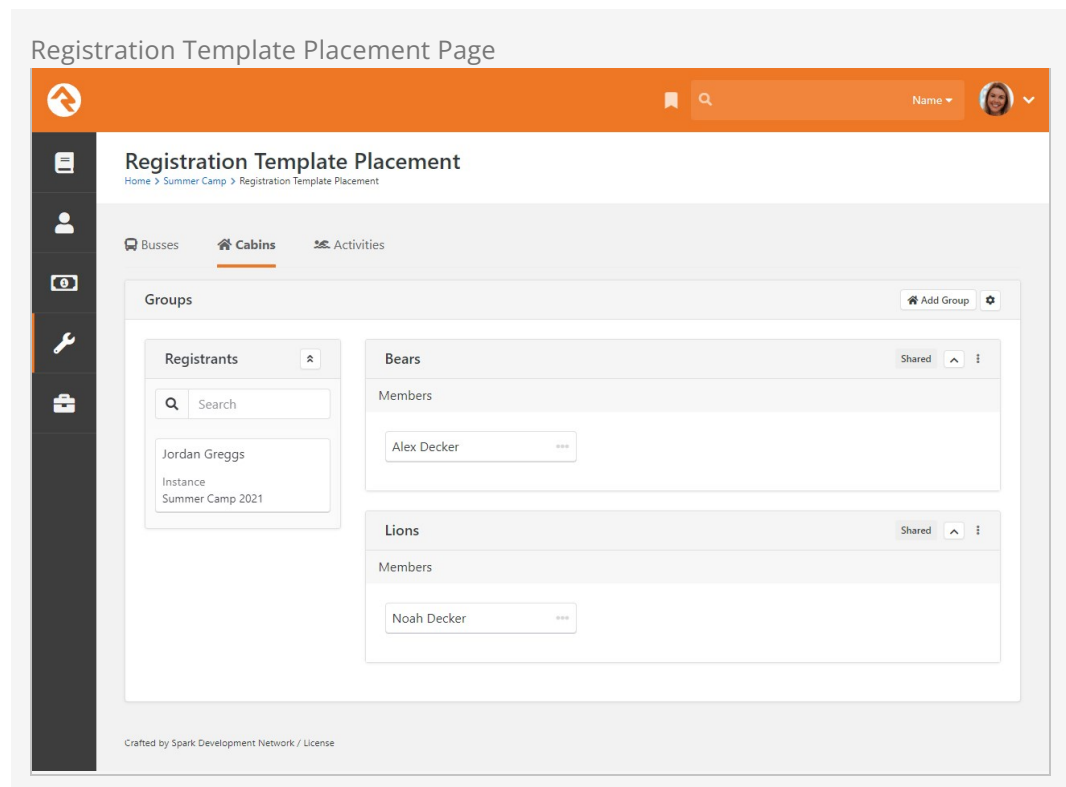 Registration Template Placement Page
Name
Registration Template Placement
Home > Summer Camp > Registration Template Placement
Busses Cabins Activities
Groups Add Group
Registrants
Search
Jordan Greggs
Instance
Summer Camp 2021
Bears Shared
Members
Alex Decker
Lions Shared
Members
Noah Decker
Crafted by Spark Development Network / License